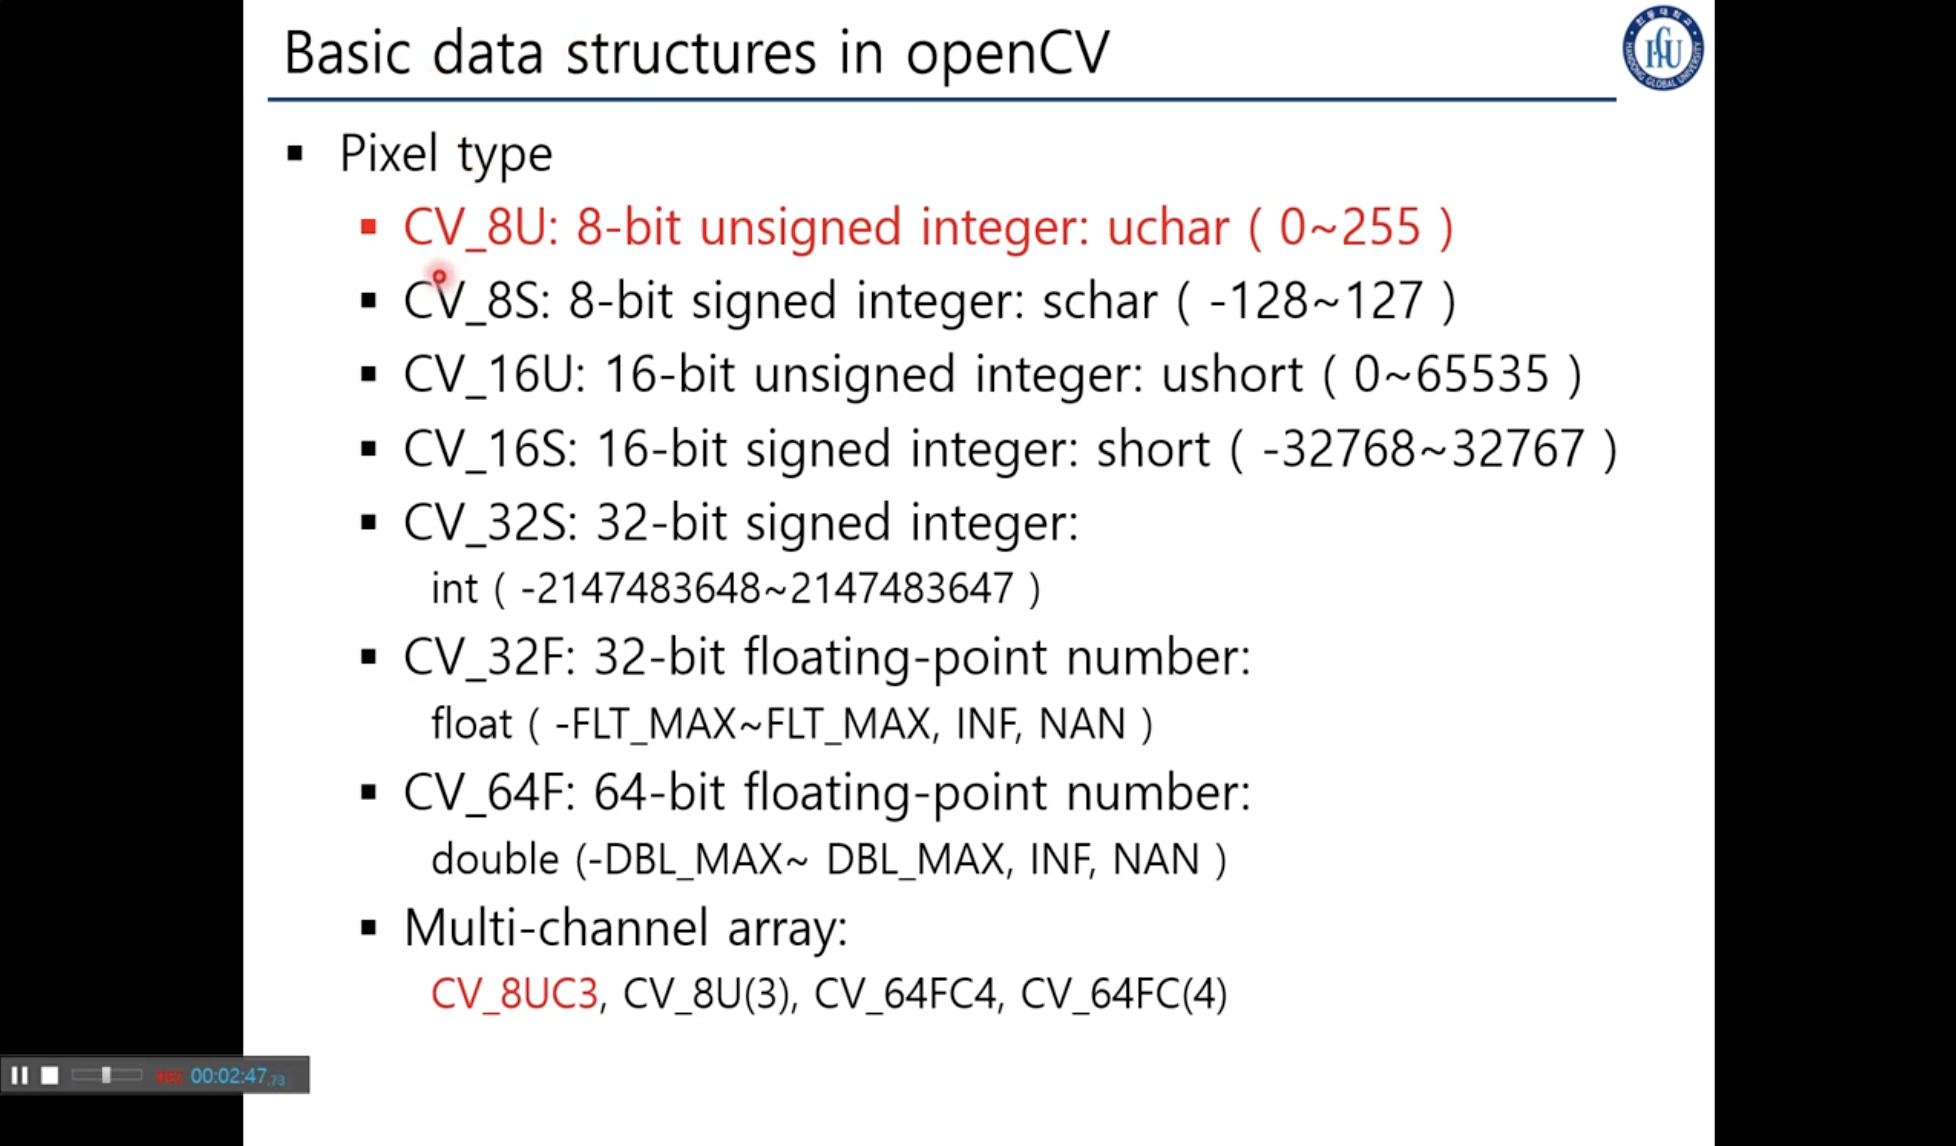 Basic data structures in openCV
HANDONG GLOBAL UNIVERSITY
Pixel type
CV_8U: 8-bit unsigned integer: uchar ( 0~255 )
CV_8S: 8-bit signed integer: schar ( -128~127 )
CV_16U: 16-bit unsigned integer: ushort ( 0~65535 )
CV_16S: 16-bit signed integer: short ( -32768~32767 )
CV_32S: 32-bit signed integer:
int ( -2147483648~2147483647 )
CV_32F: 32-bit floating-point number:
float ( -FLT_MAX~FLT_MAX, INF, NAN )
CV_64F: 64-bit floating-point number:
double (-DBL_MAX~ DBL_MAX, INF, NAN )
Multi-channel array:
CV_8UC3, CV_8U(3), CV_64FC4, CV_64FC(4)
REC 00:02:47.73